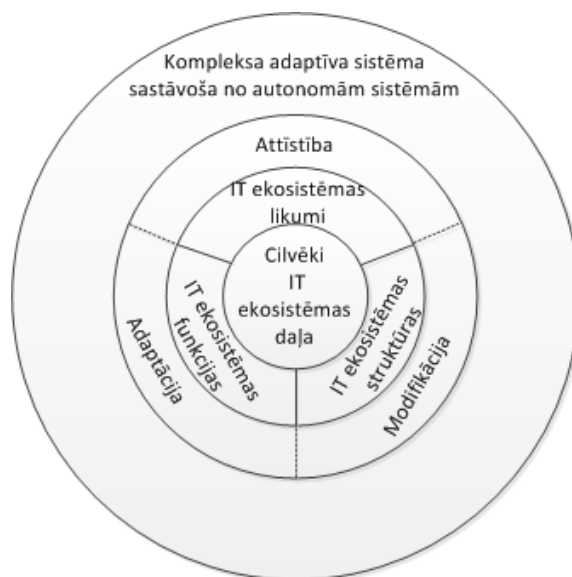 Kompleksa adaptīva sistēma
sastāvoša no autonomām sistēmām
Attīstība
IT ekosistēmas
likumi
Cilvēki
IT
ekosistēmas
daļa
IT ekosistēmas
funkcijas
IT ekosistēmas
struktūras
Adaptācija
Modifikācija